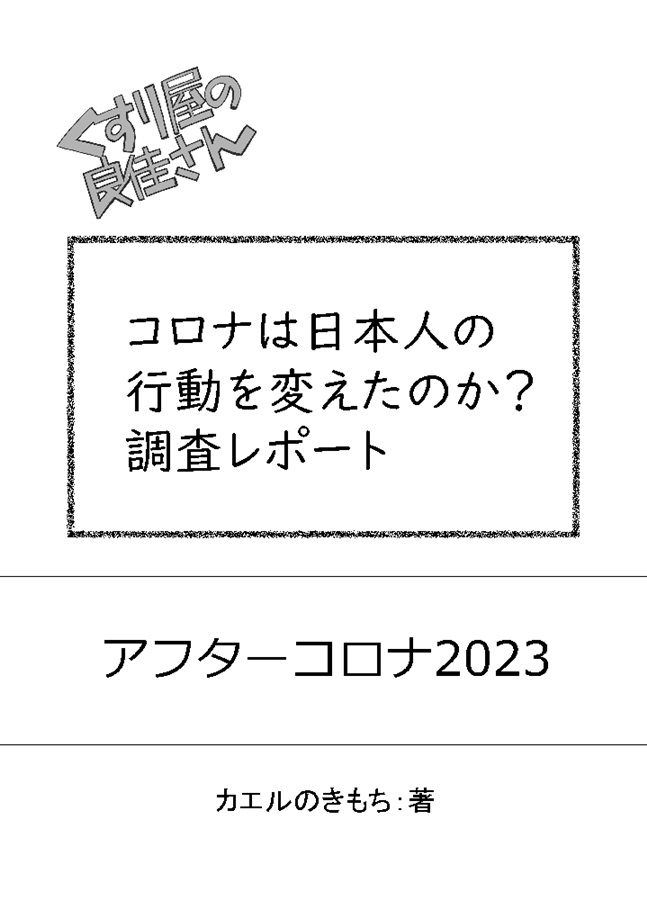 くすり屋の
良佳さん
コロナは日本人の
行動を変えたのか?
調査レポート
アフターコロナ2023
カエルのきもち:著